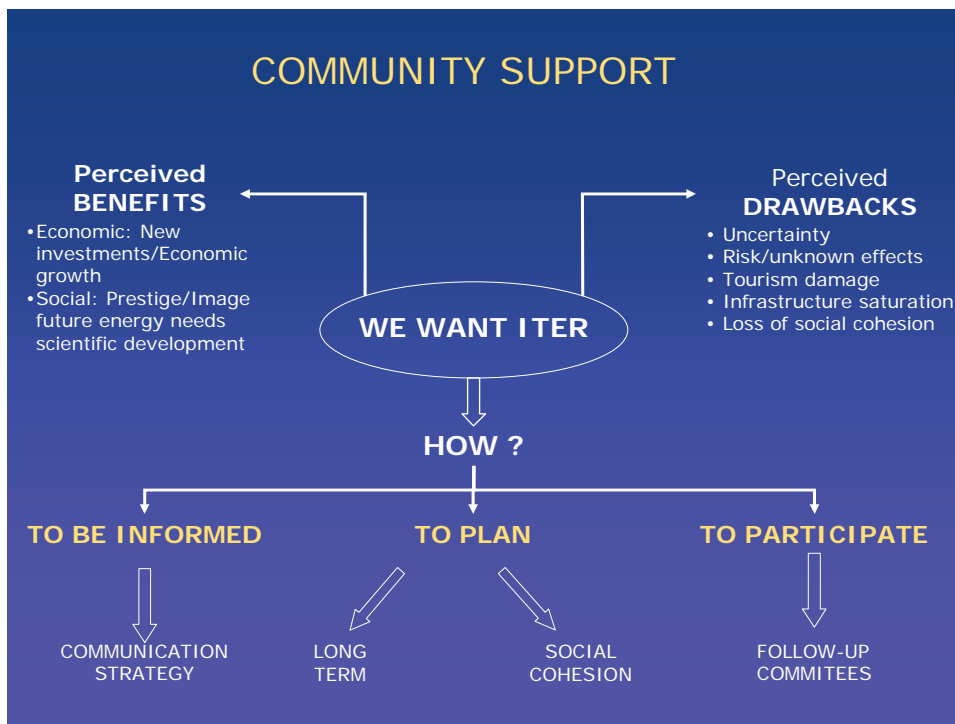 COMMUNITY SUPPORT
Perceived
BENEFITS
•Economic: New
investments/Economic
growth
•Social: Prestige/Image
future energy needs
scientific development
Perceived
DRAWBACKS
• Uncertainty
• Risk/unknown effects
• Tourism damage
• Infrastructure saturation
• Loss of social cohesion
WE WANT ITER
HOW ?
TO BE INFORMED
TO PLAN
TO PARTICIPATE
COMMUNICATION
STRATEGY
LONG
TERM
SOCIAL
COHESION
FOLLOW-UP
COMMITEES